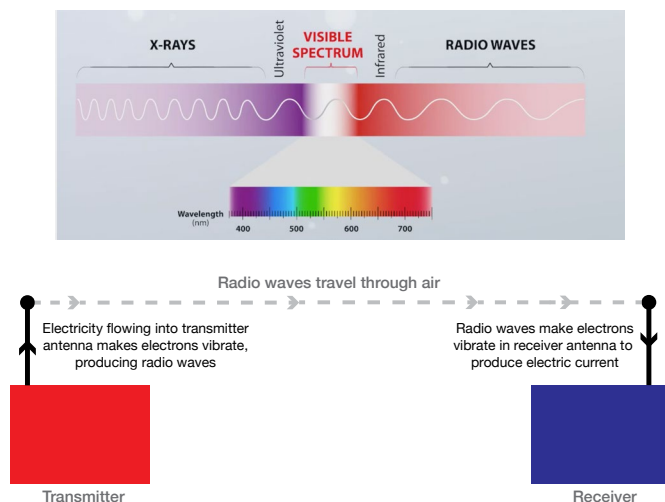 X-RAYS
Ultraviolet
VISIBLE
SPECTRUM
Infrared
RADIO WAVES
Wavelength
(nm)
400
500
600
700
Radio waves travel through air
Electricity flowing into transmitter
antenna makes electrons vibrate,
producing radio waves
Radio waves make electrons
vibrate in receiver antenna to
produce electric current
Transmitter
Receiver